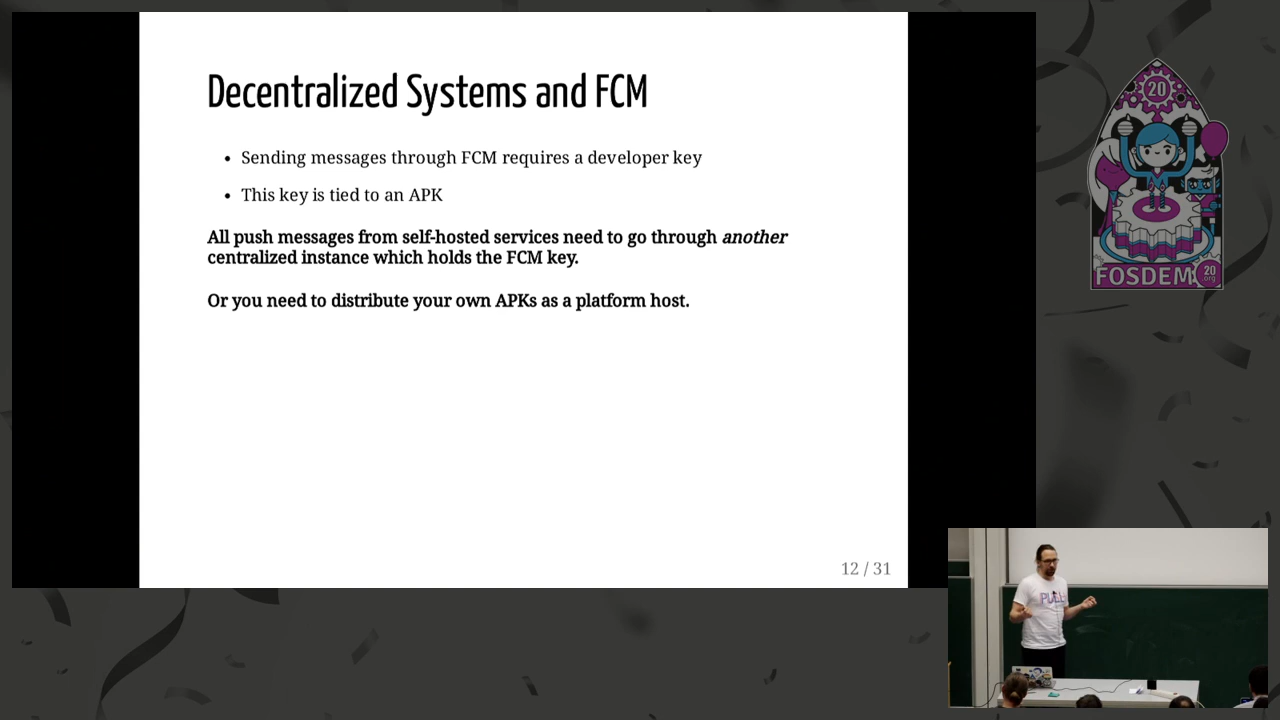 Decentralized Systems and FCM
• Sending messages through FCM requires a developer key
• This key is tied to an APK
All push messages from self-hosted services need to go through another
centralized instance which holds the FCM key.
Or you need to distribute your own APKs as a platform host.
12 / 31
20
FOSDEM
20
org